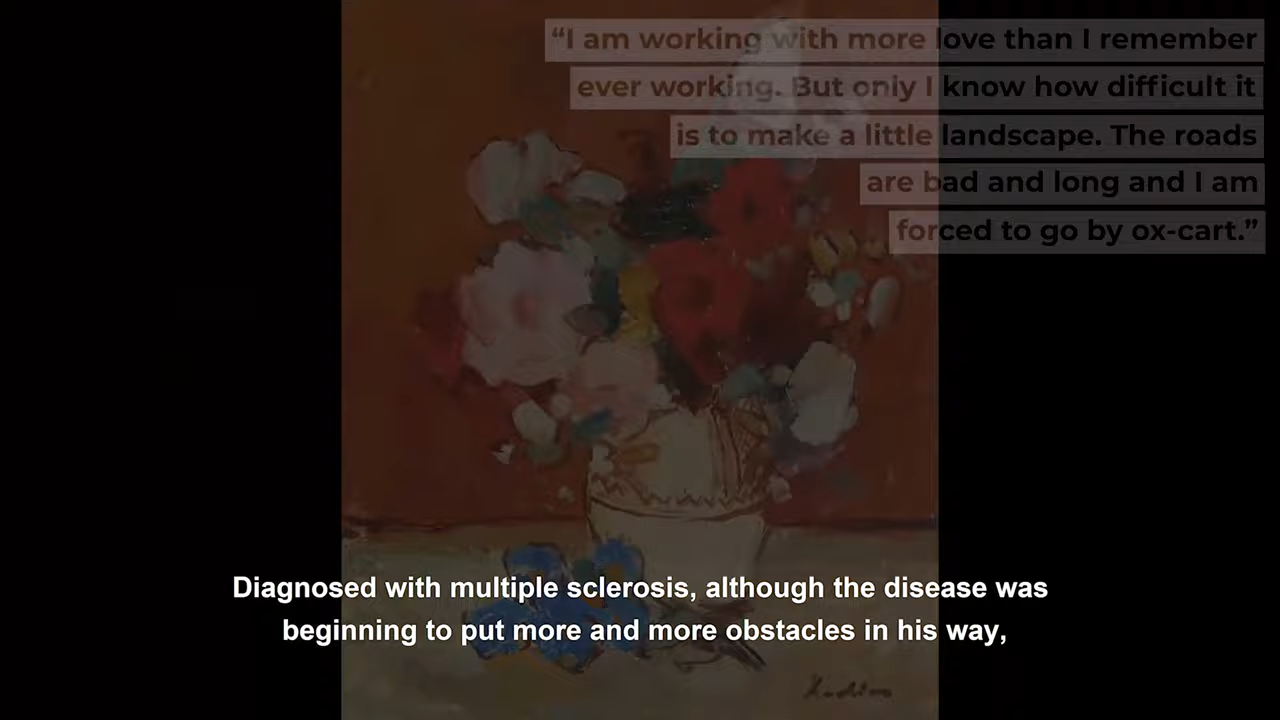 “I am working with more love than I remember
ever working. But only I know how difficult it
is to make a little landscape. The roads
are bad and long and I am
forced to go by ox-cart.”
Diagnosed with multiple sclerosis, although the disease was
beginning to put more and more obstacles in his way,